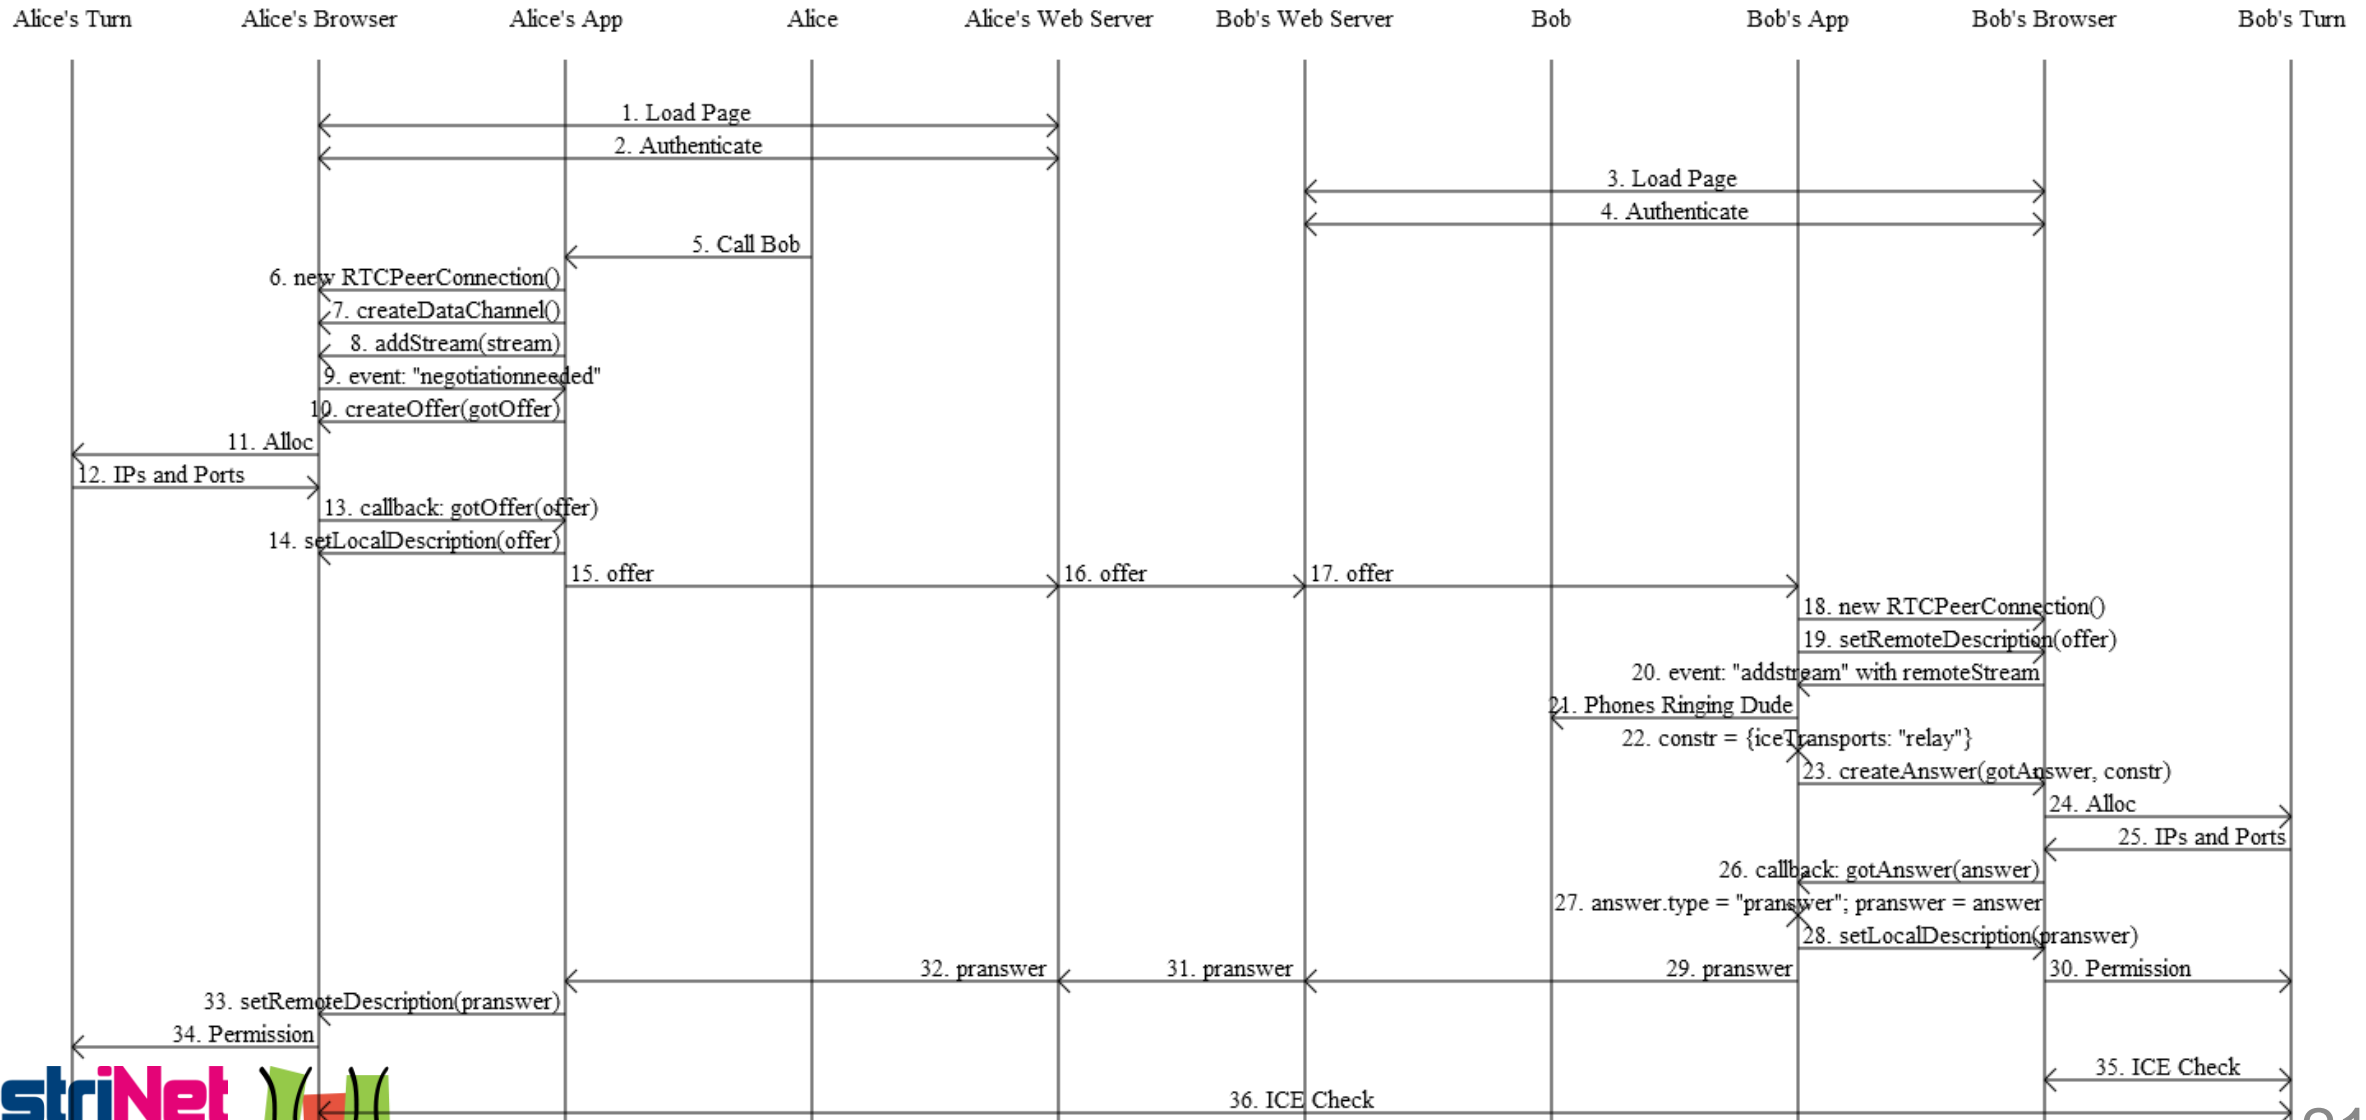 Alice's Turn
Alice's Browser
Alice's App
Alice
Alice's Web Server
Bob's Web Server
Bob
Bob's App
Bob's Browser
Bob's Turn
1. Load Page
2. Authenticate
3. Load Page
4. Authenticate
5. Call Bob
6. new RTCPeerConnection()
7. createDataChannel()
8. addStream(stream)
9. event: "negotiationneeded"
10. createOffer(gotOffer)
11. Alloc
12. IPs and Ports
13. callback: gotOffer(offer)
14. setLocalDescription(offer)
15. offer
16. offer
17. offer
18. new RTCPeerConnection()
19. setRemoteDescription(offer)
20. event: "addstream" with remoteStream
21. Phones Ringing Dude
22. constr = {iceTransports: "relay"}
23. createAnswer(gotAnswer, constr)
24. Alloc
25. IPs and Ports
26. callback: gotAnswer(answer)
27. answer.type = "pranswer"; pranswer = answer
28. setLocalDescription(pranswer)
32. pranswer
31. pranswer
29. pranswer
30. Permission
33. setRemoteDescription(pranswer)
34. Permission
35. ICE Check
36. ICE Check
striNet